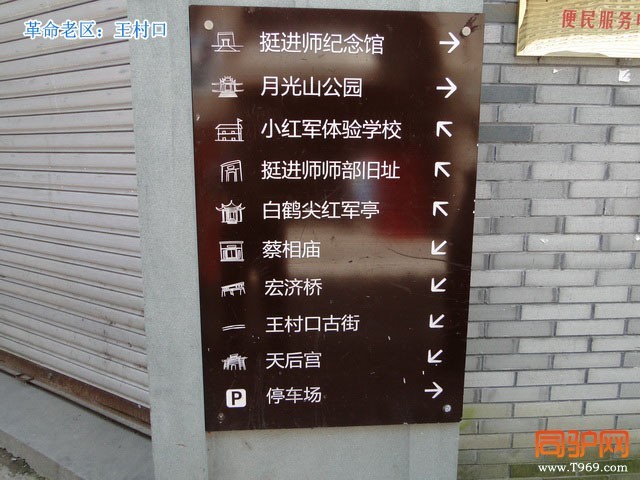 革命老区：王村口
便民服务
挺进师纪念馆
月光山公园
小红军体验学校
挺进师师部旧址
白鹤尖红军亭
蔡相庙
宏济桥
王村口古街
天后宫
P 停车场
同驴网
www.T969.com